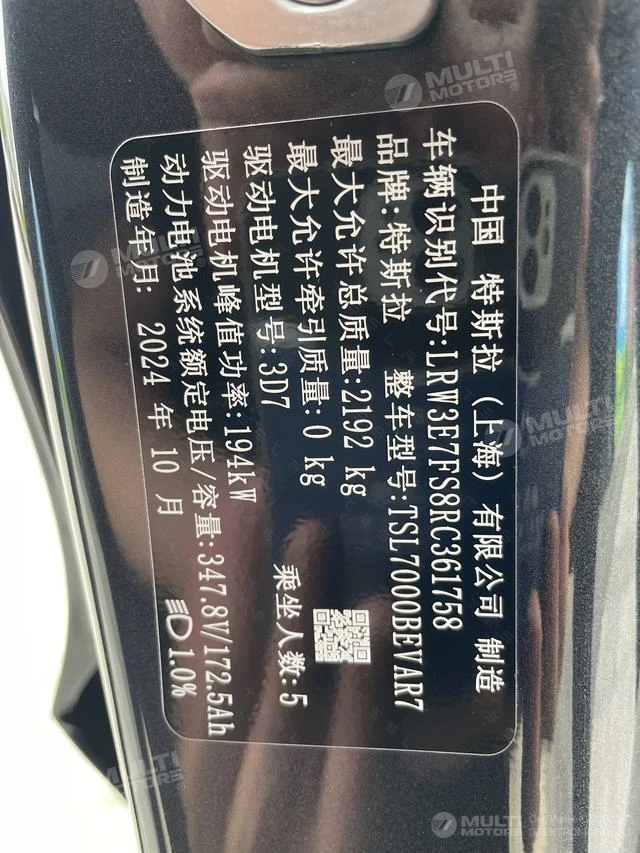 中国 特斯拉（上海）有限公司 制造
车辆识别代号:LRW3E7FS8RC361758
品牌:特斯拉 整车型号:TSL7000BEVAR7
最大允许总质量:2192 kg
最大允许牵引质量: 0 kg
驱动电机型号:3D7 乘坐人数:5
驱动电机峰值功率:194kW
动力电池系统额定电压/容量:347.8V/172.5Ah
制造年月: 2024 年 10 月 1.0%
MULTI
MOTORS®
MULTI
MOTORS
MULTI
MOTORS
MULTI
MOTORS
MULTI
MOTORS